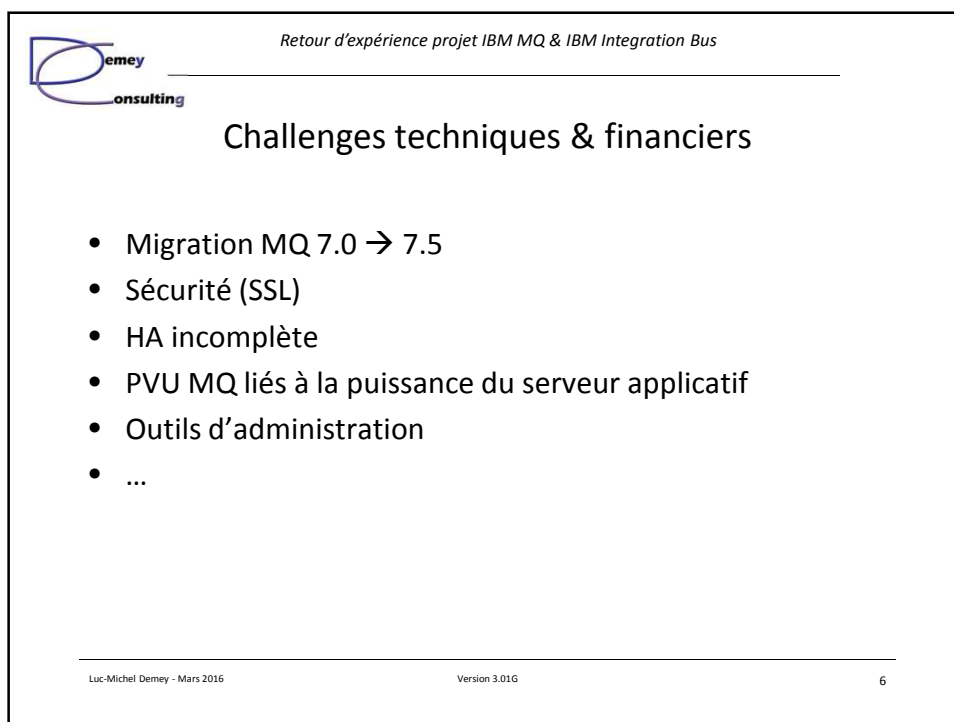 Retour d'expérience projet IBM MQ & IBM Integration Bus
Demey
Consulting
Challenges techniques & financiers
• Migration MQ 7.0 → 7.5
• Sécurité (SSL)
• HA incomplète
• PVU MQ liés à la puissance du serveur applicatif
• Outils d'administration
• …
Luc-Michel Demey - Mars 2016 Version 3.01G 6